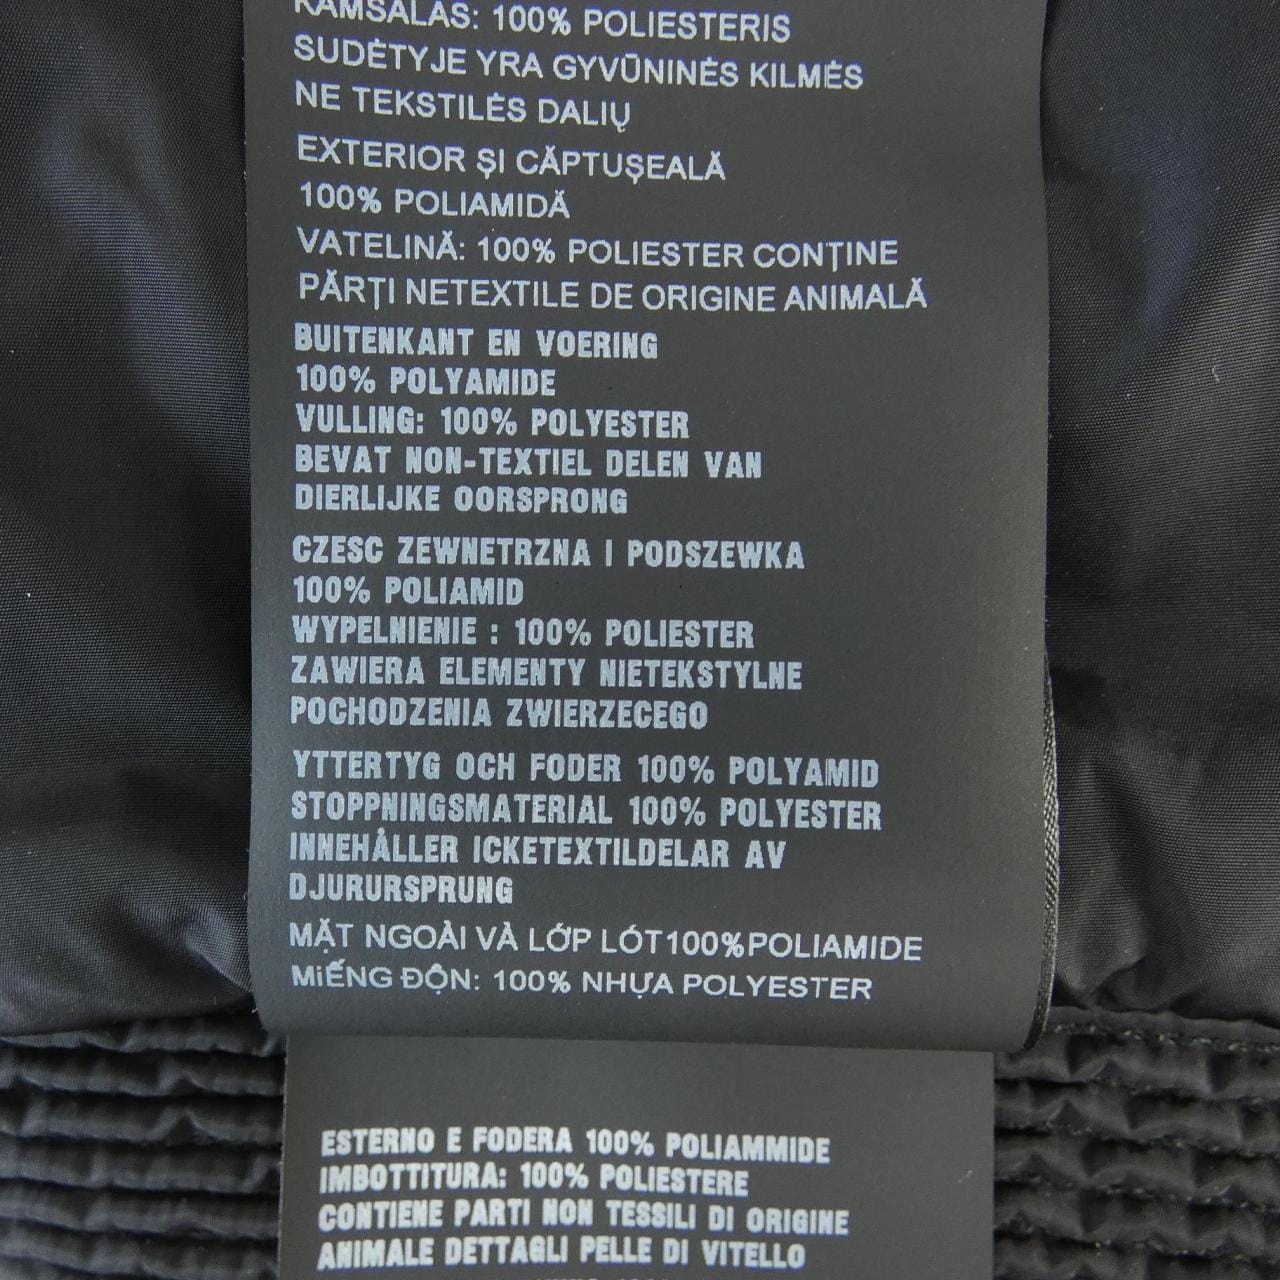 KAMŠALAS: 100% POLIESTERIS
SUDĖTYJE YRA GYVŪNINĖS KILMĖS
NE TEKSTILĖS DALIŲ
EXTERIOR ȘI CĂPTUȘEALĂ
100% POLIAMIDĂ
VATELINĂ: 100% POLIESTER CONȚINE
PĂRȚI NETEXTILE DE ORIGINE ANIMALĂ
BUITENKANT EN VOERING
100% POLYAMIDE
VULLING: 100% POLYESTER
BEVAT NON-TEXTIEL DELEN VAN
DIERLIJKE OORSPRONG
CZESC ZEWNETRZNA I PODSZEWKA
100% POLIAMID
WYPELNIENIE : 100% POLIESTER
ZAWIERA ELEMENTY NIETEKSTYLNE
POCHODZENIA ZWIERZECEGO
YTTERTYG OCH FODER 100% POLYAMID
STOPPNINGSMATERIAL 100% POLYESTER
INNEHÅLLER ICKETEXTILDELAR AV
DJURURSPRUNG
MẶT NGOÀI VÀ LỚP LÓT100%POLIAMIDE
MIẾNG ĐỘN: 100% NHỰA POLYESTER
ESTERNO E FODERA 100% POLIAMMIDE
IMBOTTITURA: 100% POLIESTERE
CONTIENE PARTI NON TESSILI DI ORIGINE
ANIMALE DETTAGLI PELLE DI VITELLO